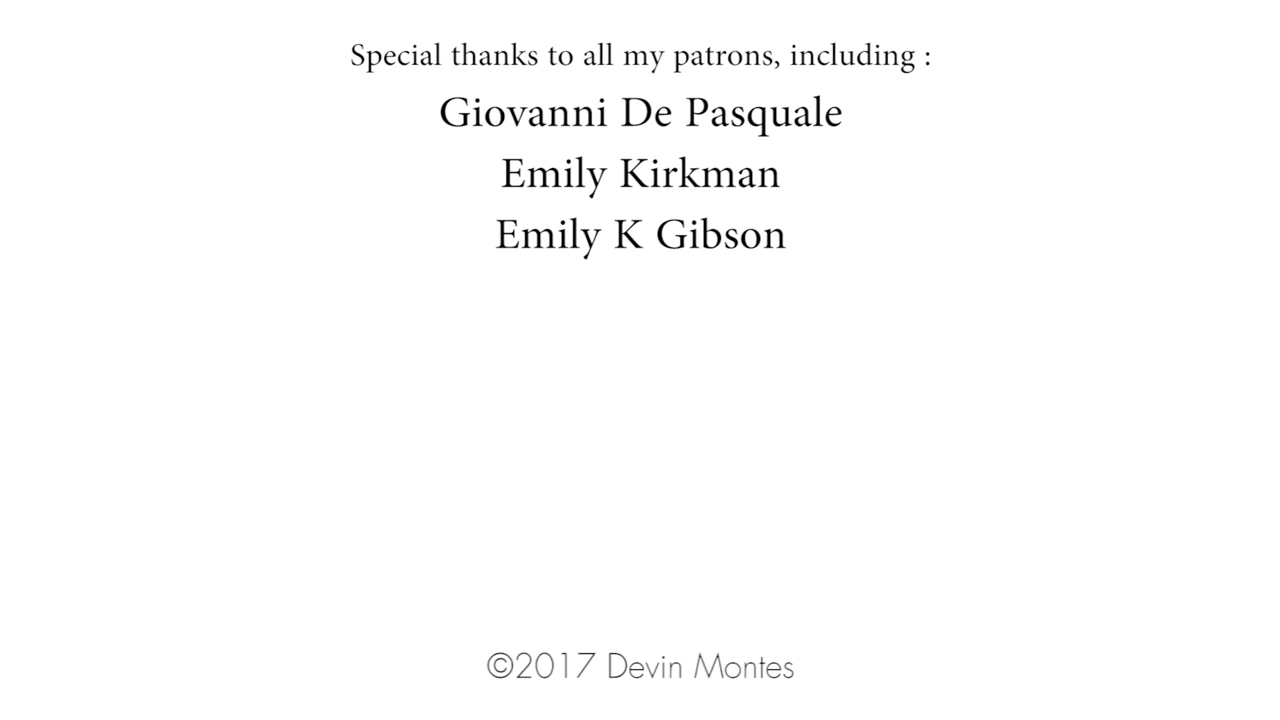 Special thanks to all my patrons, including :
Giovanni De Pasquale
Emily Kirkman
Emily K Gibson
©2017 Devin Montes